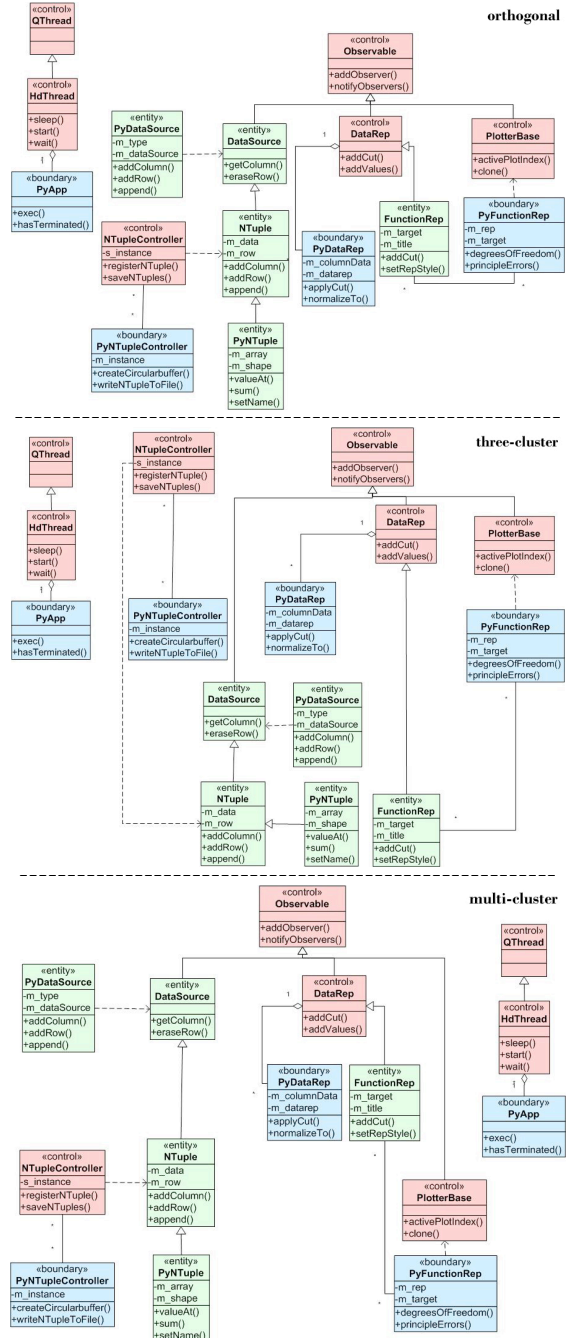 orthogonal
«control»
QThread
«control»
HdThread
+sleep()
+start()
+wait()
«boundary»
PyApp
+exec()
+hasTerminated()
«control»
Observable
+addObserver()
+notifyObservers()
«entity»
PyDataSource
-m_type
-m_dataSource
+addColumn()
+addRow()
+append()
«entity»
DataSource
+getColumn()
+eraseRow()
1
«control»
DataRep
+addCut()
+addValues()
«control»
PlotterBase
+activePlotIndex()
+clone()
«control»
NTupleController
-s_instance
+registerNTuple()
+saveNTuples()
«entity»
NTuple
-m_data
-m_row
+addColumn()
+addRow()
+append()
«boundary»
PyDataRep
-m_columnData
-m_datarep
+applyCut()
+normalizeTo()
«entity»
FunctionRep
-m_target
-m_title
+addCut()
+setRepStyle()
«boundary»
PyFunctionRep
-m_rep
-m_target
+degreesOfFreedom()
+principleErrors()
«boundary»
PyNTupleController
-m_instance
+createCircularbuffer()
+writeNTupleToFile()
«entity»
PyNTuple
-m_array
-m_shape
+valueAt()
+sum()
+setName()
three-cluster
«control»
QThread
«control»
HdThread
+sleep()
+start()
+wait()
«boundary»
PyApp
+exec()
+hasTerminated()
«control»
NTupleController
-s_instance
+registerNTuple()
+saveNTuples()
«boundary»
PyNTupleController
-m_instance
+createCircularbuffer()
+writeNTupleToFile()
«control»
Observable
+addObserver()
+notifyObservers()
1
«control»
DataRep
+addCut()
+addValues()
«control»
PlotterBase
+activePlotIndex()
+clone()
«boundary»
PyDataRep
-m_columnData
-m_datarep
+applyCut()
+normalizeTo()
«boundary»
PyFunctionRep
-m_rep
-m_target
+degreesOfFreedom()
+principleErrors()
«entity»
DataSource
+getColumn()
+eraseRow()
«entity»
PyDataSource
-m_type
-m_dataSource
+addColumn()
+addRow()
+append()
«entity»
NTuple
-m_data
-m_row
+addColumn()
+addRow()
+append()
«entity»
PyNTuple
-m_array
-m_shape
+valueAt()
+sum()
+setName()
«entity»
FunctionRep
-m_target
-m_title
+addCut()
+setRepStyle()
multi-cluster
«control»
Observable
+addObserver()
+notifyObservers()
«control»
QThread
«control»
HdThread
+sleep()
+start()
+wait()
«boundary»
PyApp
+exec()
+hasTerminated()
«entity»
PyDataSource
-m_type
-m_dataSource
+addColumn()
+addRow()
+append()
«entity»
DataSource
+getColumn()
+eraseRow()
1
«control»
DataRep
+addCut()
+addValues()
«boundary»
PyDataRep
-m_columnData
-m_datarep
+applyCut()
+normalizeTo()
«entity»
FunctionRep
-m_target
-m_title
+addCut()
+setRepStyle()
«control»
NTupleController
-s_instance
+registerNTuple()
+saveNTuples()
«entity»
NTuple
-m_data
-m_row
+addColumn()
+addRow()
+append()
«control»
PlotterBase
+activePlotIndex()
+clone()
«boundary»
PyNTupleController
-m_instance
+createCircularbuffer()
+writeNTupleToFile()
«entity»
PyNTuple
-m_array
-m_shape
+valueAt()
+sum()
+setName()
«boundary»
PyFunctionRep
-m_rep
-m_target
+degreesOfFreedom()
+principleErrors()